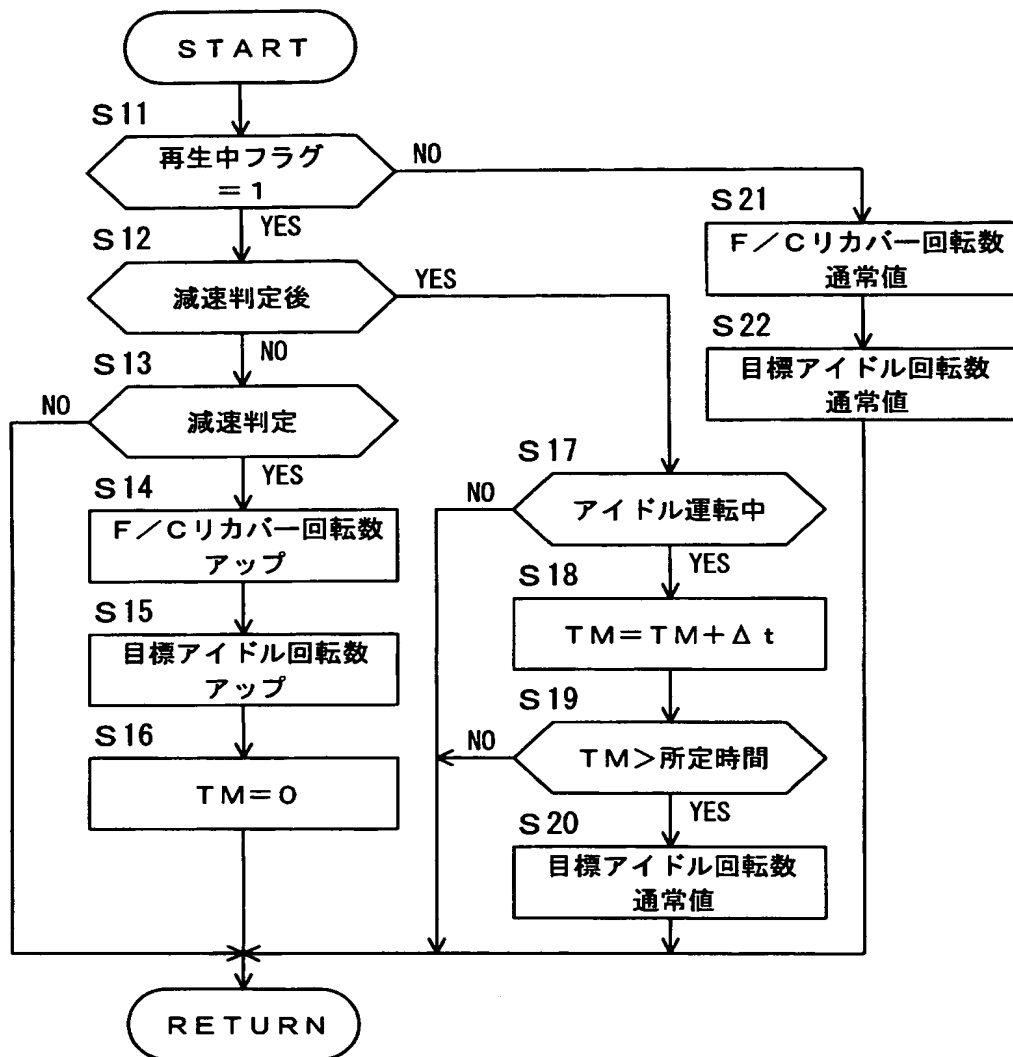 START
S11
再生中フラグ
=1
NO
YES
S12
減速判定後
YES
NO
S13
減速判定
NO
YES
S14
F/Cリカバー回転数
アップ
S15
目標アイドル回転数
アップ
S16
TM=0
S17
アイドル運転中
NO
YES
S18
TM=TM+Δt
S19
TM>所定時間
NO
YES
S20
目標アイドル回転数
通常値
S21
F/Cリカバー回転数
通常値
S22
目標アイドル回転数
通常値
RETURN